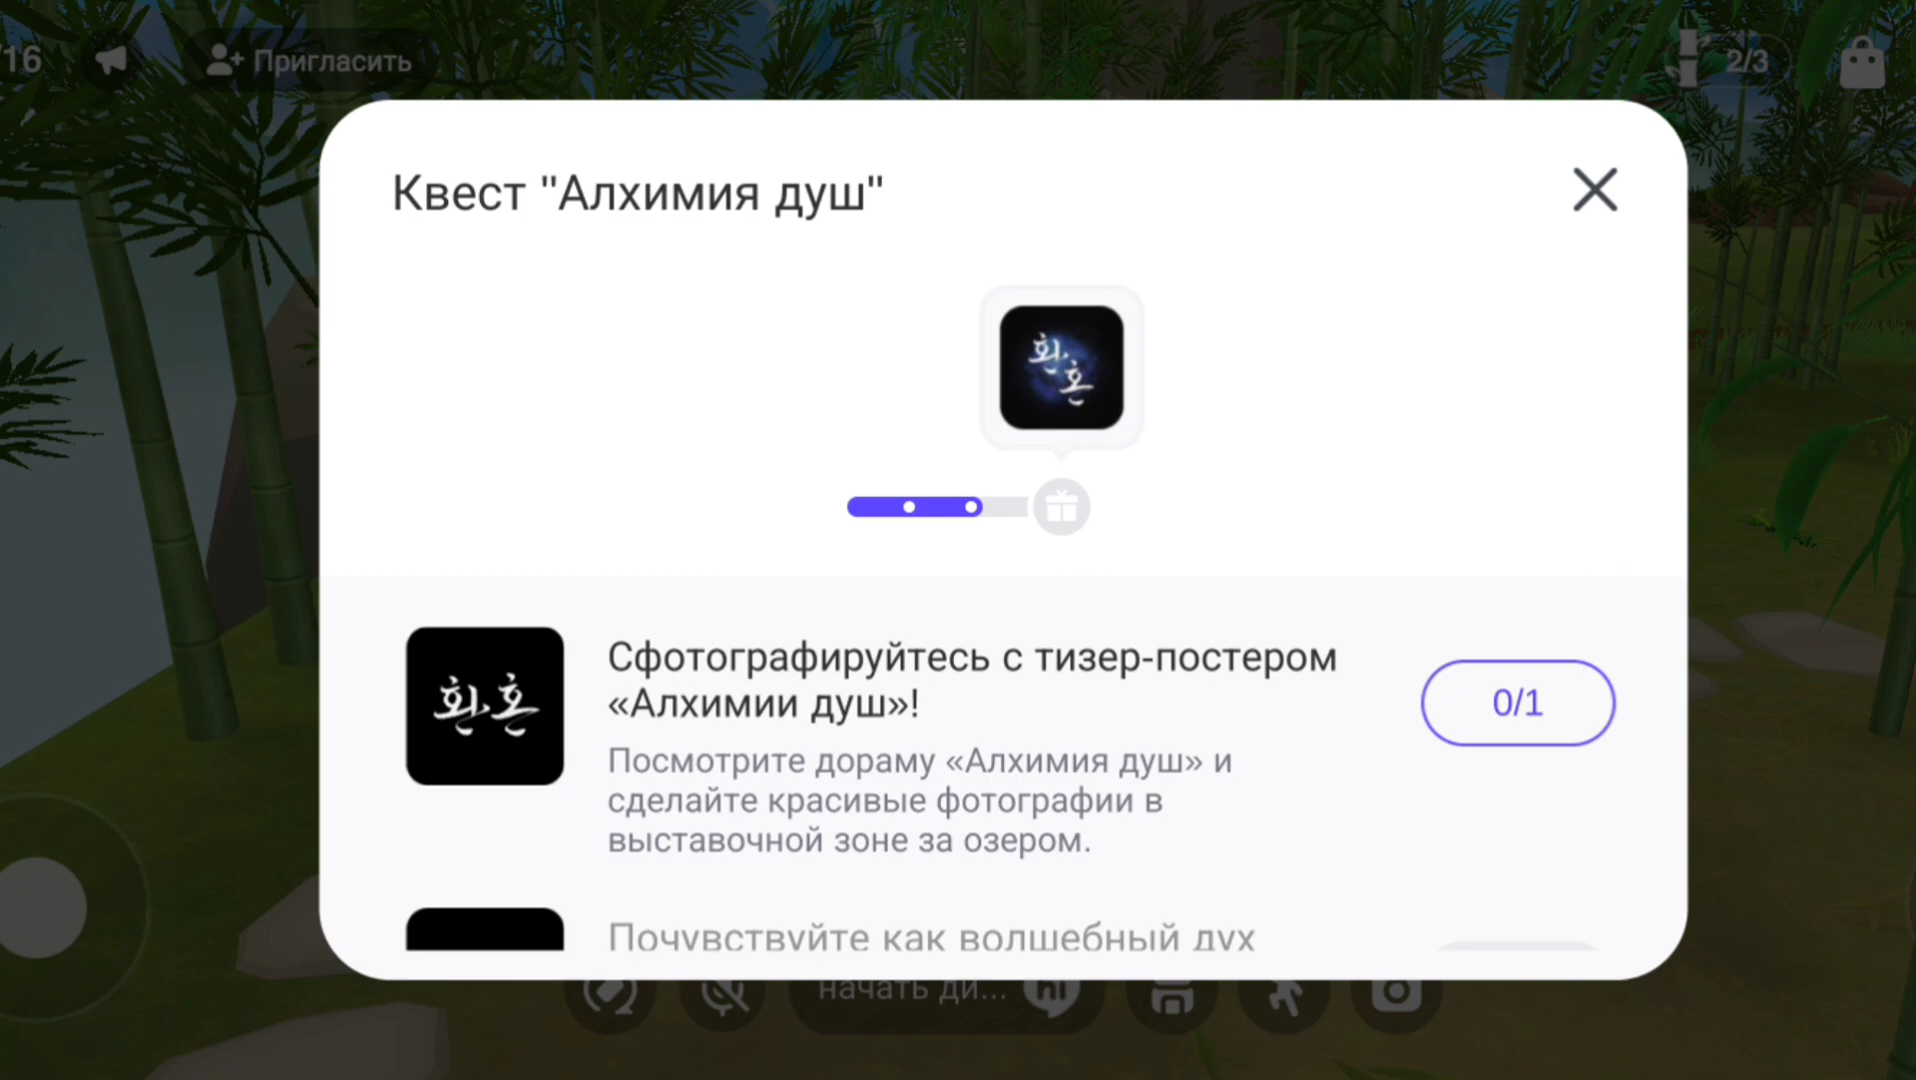 /16
Пригласить
2/3
Квест "Алхимия душ"
환혼
Сфотографируйтесь с тизер-постером
«Алхимии душ»!
0/1
환혼
Посмотрите дораму «Алхимия душ» и
сделайте красивые фотографии в
выставочной зоне за озером.
Почувствуйте как волшебный дух
начать ди...